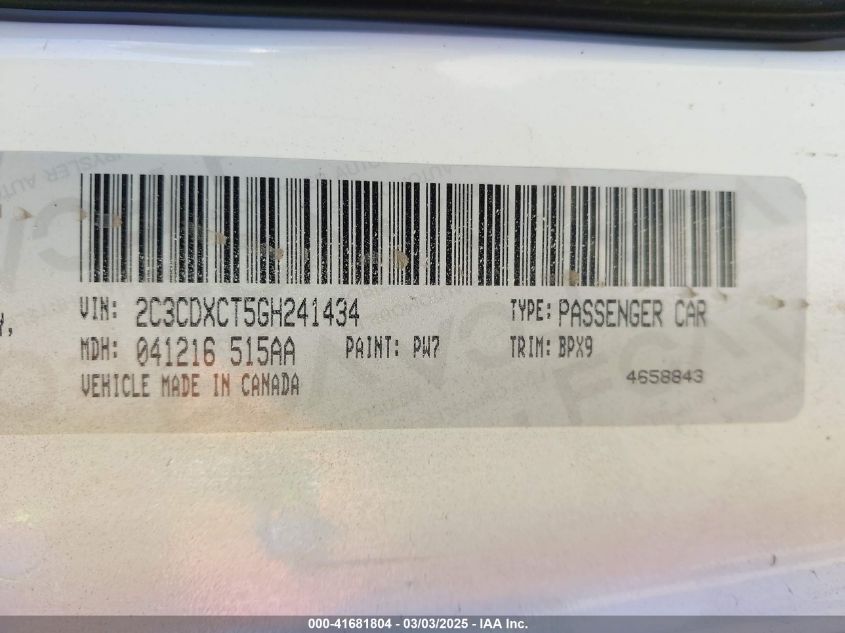 VIN: 2C3CDXCT5GH241434 TYPE: PASSENGER CAR
MDH: 041216 515AA PAINT: PW7 TRIM: BPX9
VEHICLE MADE IN CANADA 4658843
000-41681804 / 03/03/2025 - IAA Inc.